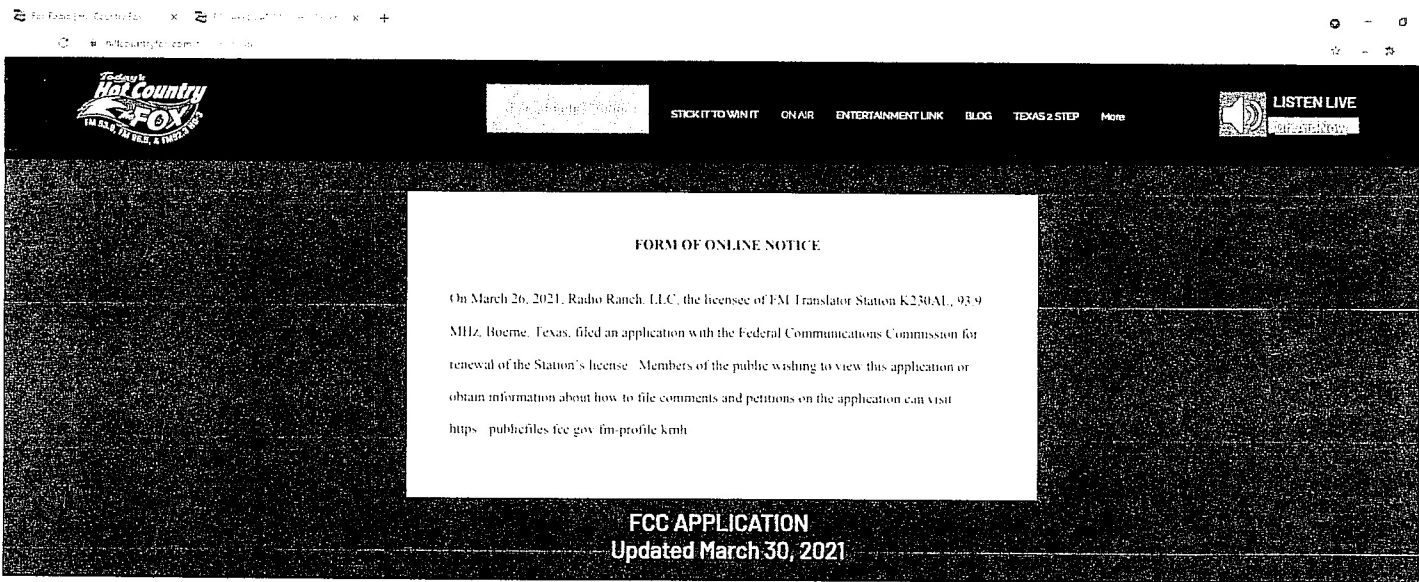 Today's
Hot Country
FOX
STICK IT TO WIN IT ON AIR ENTERTAINMENT LINK BLOG TEXAS 2 STEP More
LISTEN LIVE
FORM OF ONLINE NOTICE
On March 26, 2021, Radio Ranch, LLC, the licensee of FM Translator Station K230AL, 93.9
MHz, Boerne, Texas, filed an application with the Federal Communications Commission for
renewal of the Station's license Members of the public wishing to view this application or
obtain information about how to file comments and petitions on the application can visit
https publicfiles fcc gov fm-profile
FCC APPLICATION
Updated March 30, 2021